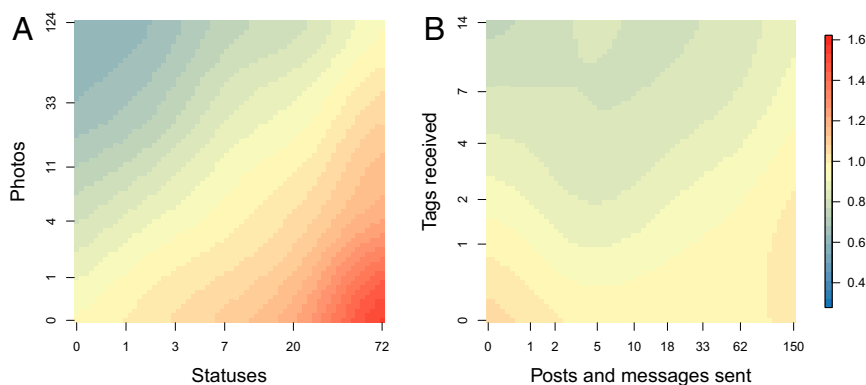 A
124
33
11
4
1
0
Photos
0 1 3 7 20 72
Statuses
B
14
7
4
2
1
0
Tags received
0 1 2 5 10 18 33 62 150
Posts and messages sent
1.6
1.4
1.2
1.0
0.8
0.6
0.4